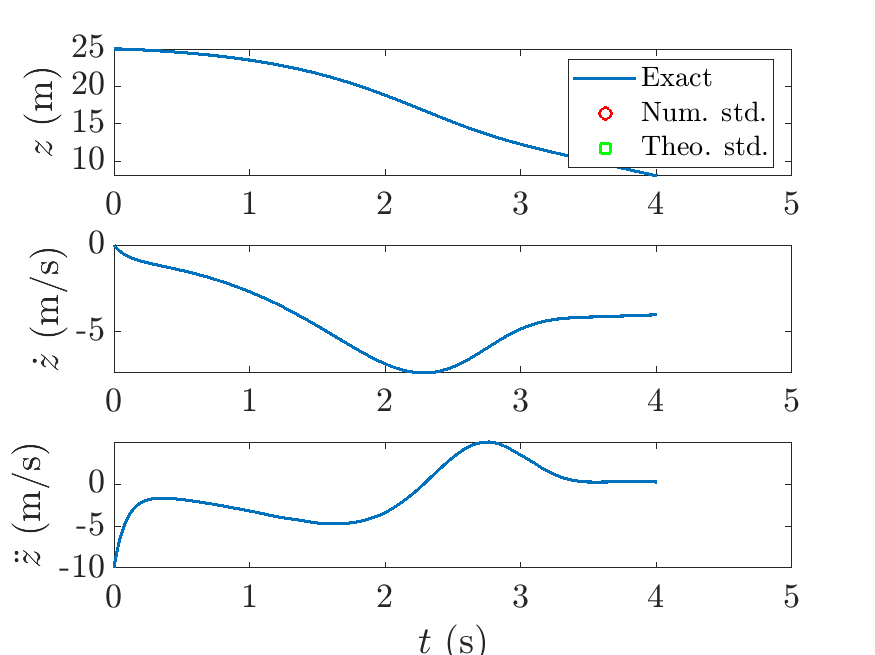 25
20
15
10
z (m)
Exact
Num. std.
Theo. std.
0 1 2 3 4 5
0
-5
ż (m/s)
0 1 2 3 4 5
0
-5
-10
z̈ (m/s)
0 1 2 3 4 5
t (s)